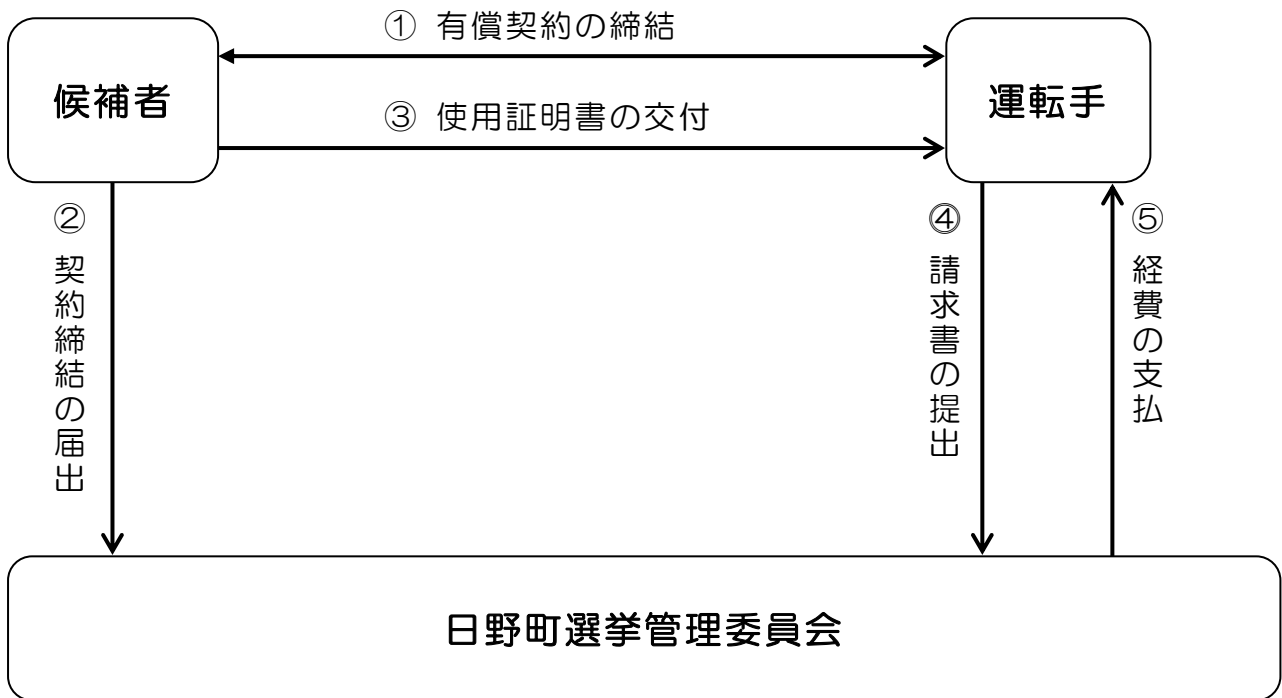 ① 有償契約の締結
候補者
運転手
③ 使用証明書の交付
② 契約締結の届出
④ 請求書の提出
⑤ 経費の支払
日野町選挙管理委員会